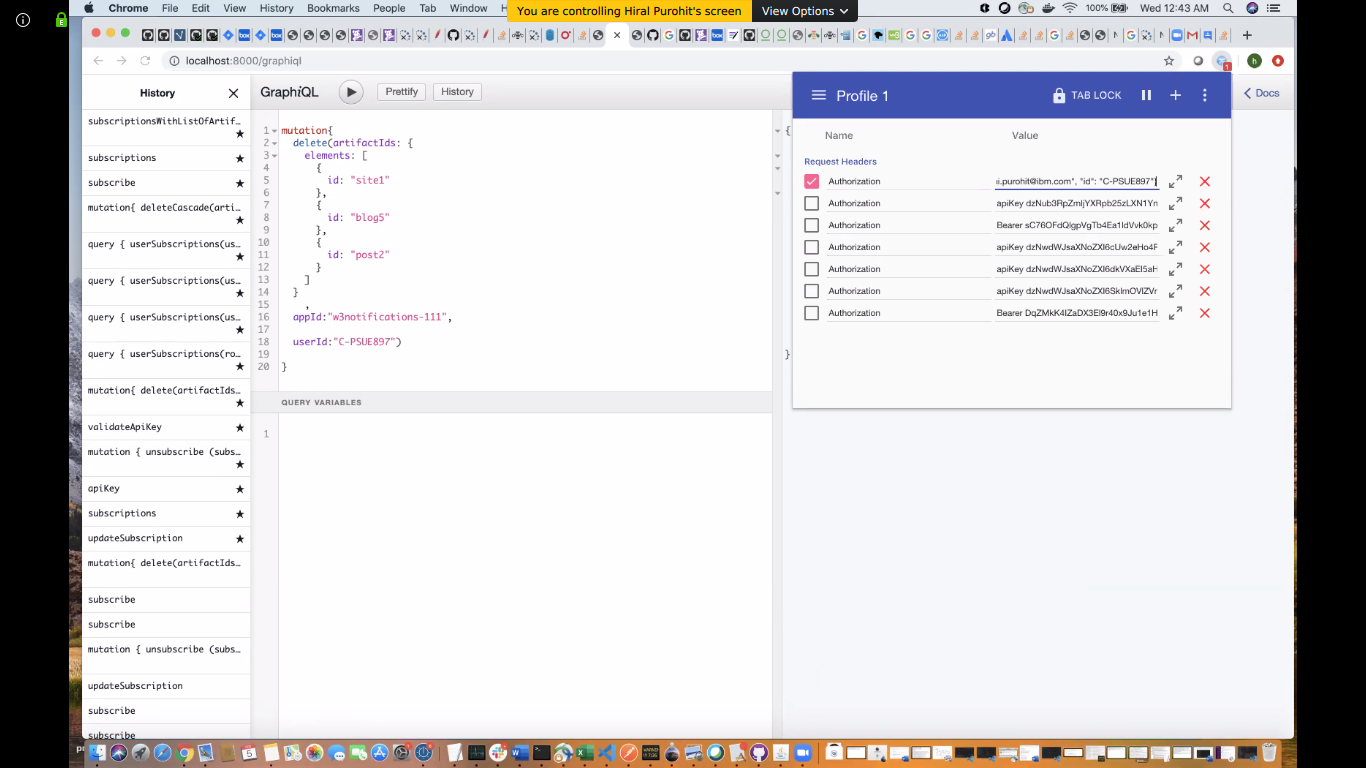 Chrome File Edit View History Bookmarks People Tab Window
You are controlling Hiral Purohit's screen
View Options
100%
Wed 12:43 AM
localhost:8000/graphiql
History
subscriptionsWithListOfArtif…
subscriptions
subscribe
mutation{ deleteCascade(arti…
query { userSubscriptions(us…
query { userSubscriptions(us…
query { userSubscriptions(us…
query { userSubscriptions(ro…
mutation{ delete(artifactIds…
validateApiKey
mutation { unsubscribe (subs…
apiKey
subscriptions
updateSubscription
mutation{ delete(artifactIds…
subscribe
subscribe
mutation { unsubscribe (subs…
updateSubscription
subscribe
subscribe
GraphiQL
Prettify
History
1 mutation{
2 delete(artifactIds: {
3 elements: [
4 {
5 id: "site1"
6 },
7 {
8 id: "blog5"
9 },
10 {
11 id: "post2"
12 }
13 ]
14 }
15 ,
16 appId:"w3notifications-111",
17
18 userId:"C-PSUE897")
19
20 }
QUERY VARIABLES
1
{
}
Docs
Profile 1
TAB LOCK
Name Value
Request Headers
Authorization i.purohit@ibm.com", "id": "C-PSUE897"}
Authorization apiKey
Authorization Bearer
Authorization apiKey
Authorization apiKey
Authorization apiKey
Authorization Bearer